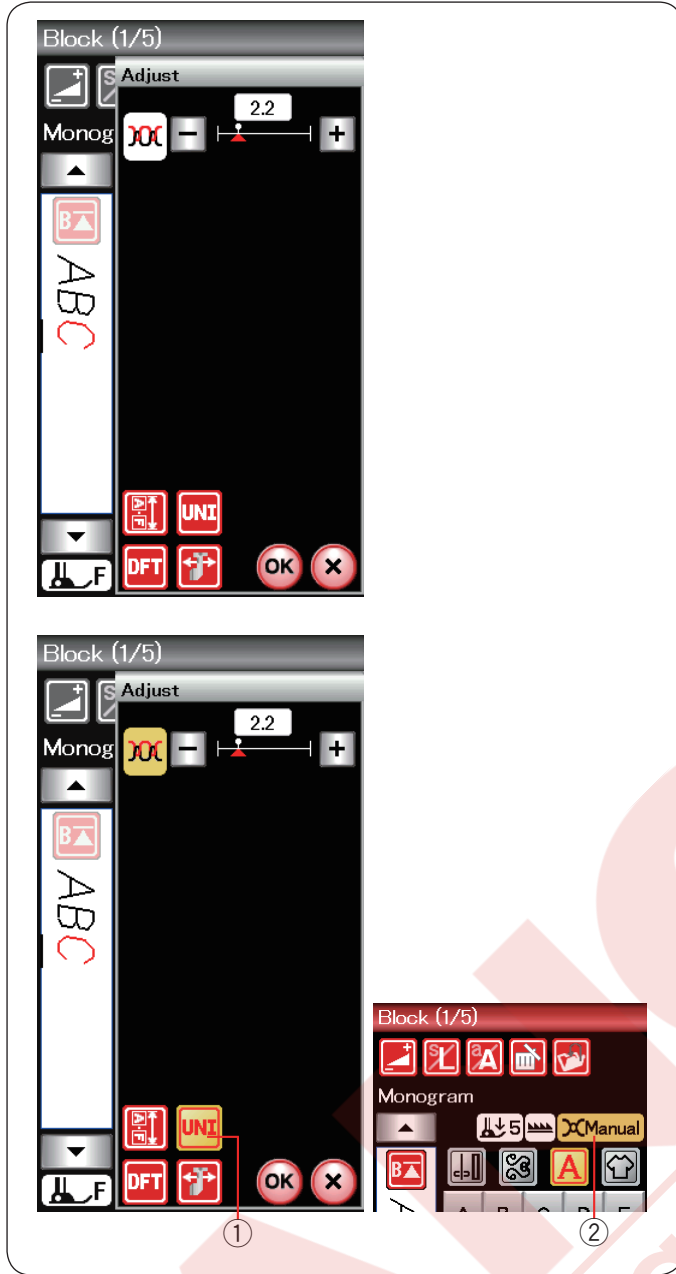 Block (1/5)
S
Adjust
Monog
2.2
B
ABC
A-F
UNI
F
DFT
OK
Block (1/5)
S
Adjust
Monog
2.2
B
ABC
A-F
UNI
F
DFT
OK
①
Block (1/5)
S L a A
Monogram
5 Manual
B A
②